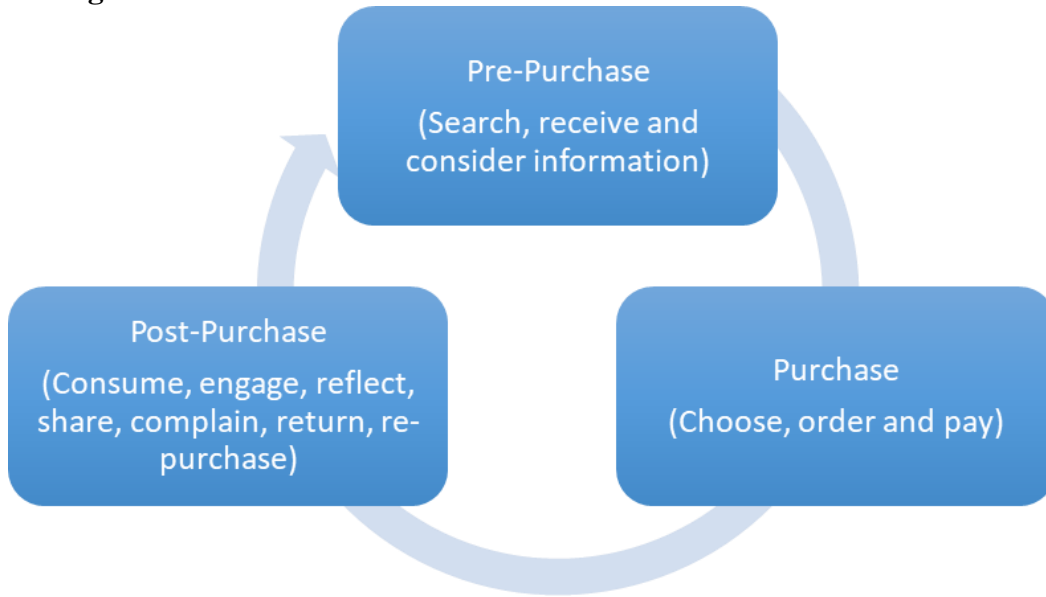 Pre-Purchase
(Search, receive and
consider information)
Post-Purchase
(Consume, engage, reflect,
share, complain, return, re-
purchase)
Purchase
(Choose, order and pay)